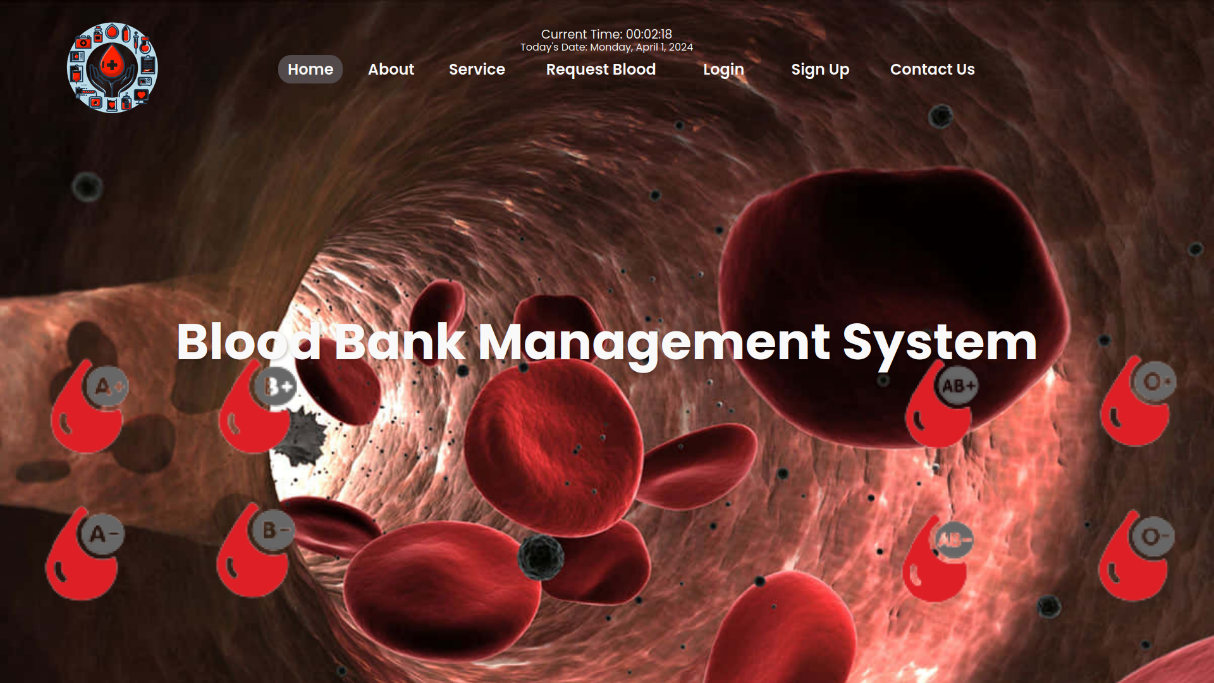 Current Time: 00:02:18
Today's Date: Monday, April 1, 2024
Home About Service Request Blood Login Sign Up Contact Us
Blood Bank Management System
A+ B+ AB+ O+
A- B- AB- O-